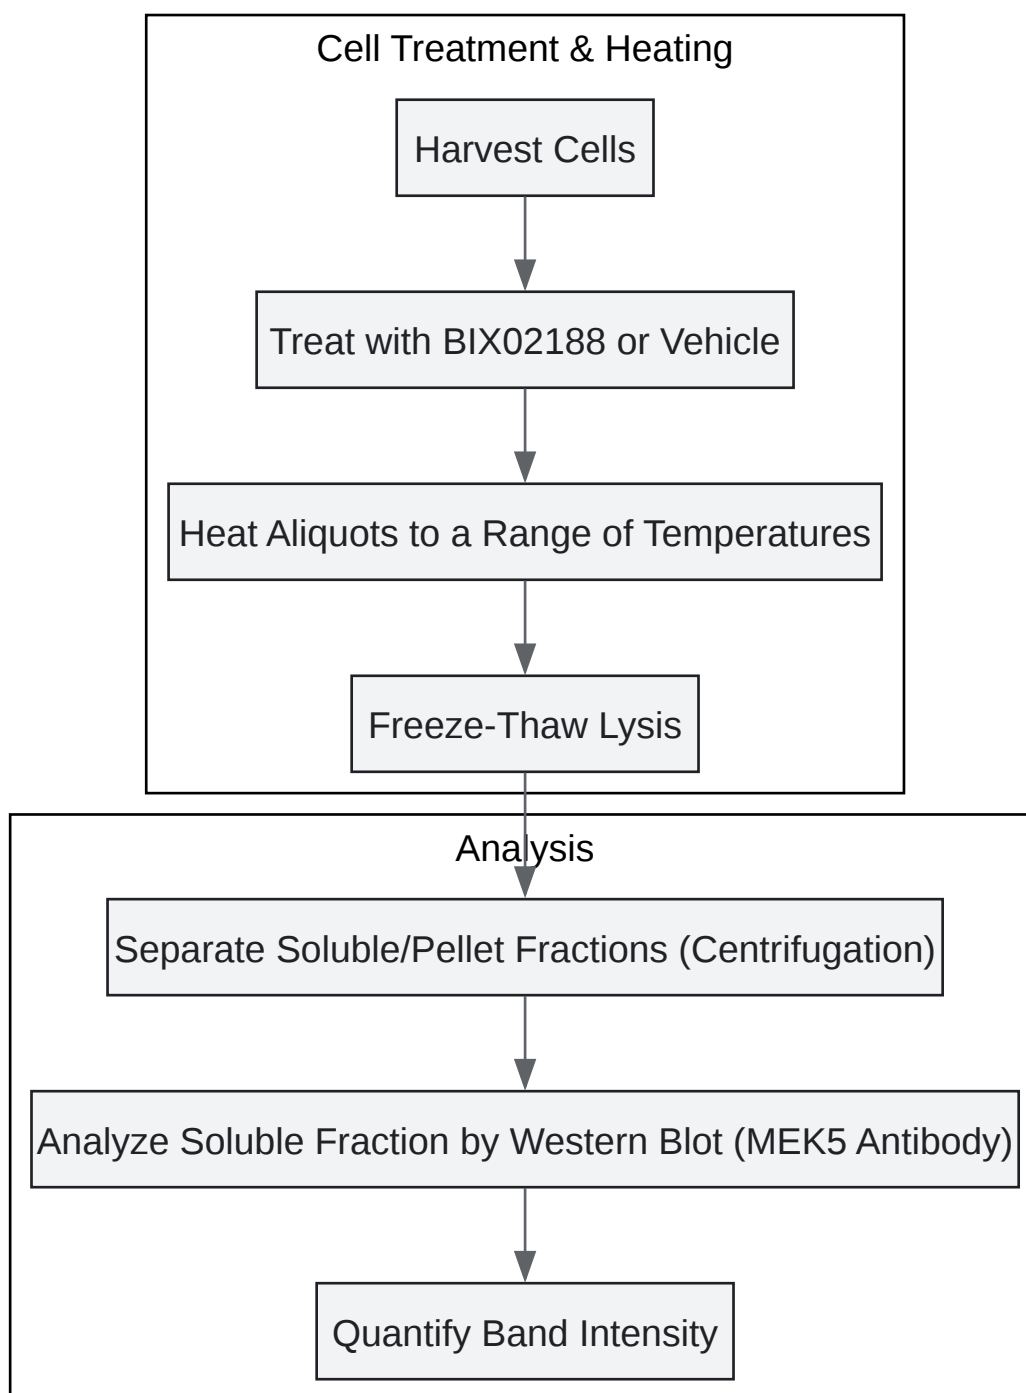 Cell Treatment & Heating
Harvest Cells
Treat with BIX02188 or Vehicle
Heat Aliquots to a Range of Temperatures
Freeze-Thaw Lysis
Analysis
Separate Soluble/Pellet Fractions (Centrifugation)
Analyze Soluble Fraction by Western Blot (MEK5 Antibody)
Quantify Band Intensity